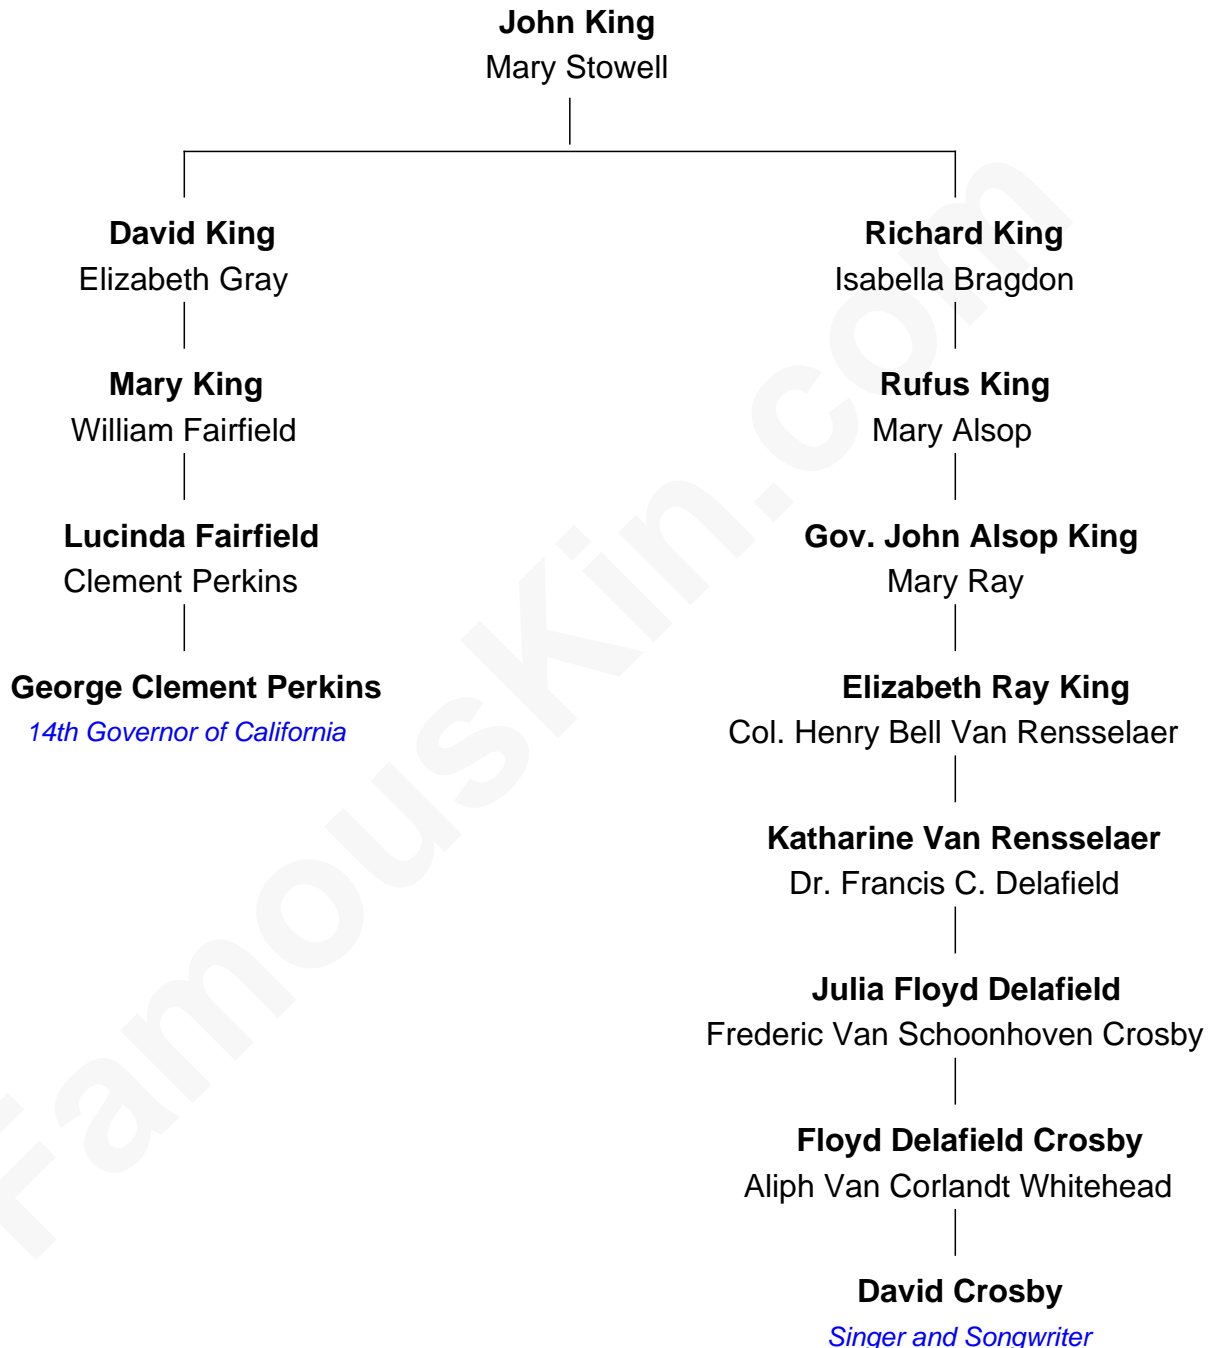 John King
Mary Stowell
David King
Elizabeth Gray
Mary King
William Fairfield
Lucinda Fairfield
Clement Perkins
George Clement Perkins
14th Governor of California
Richard King
Isabella Bragdon
Rufus King
Mary Alsop
Gov. John Alsop King
Mary Ray
Elizabeth Ray King
Col. Henry Bell Van Rensselaer
Katharine Van Rensselaer
Dr. Francis C. Delafield
Julia Floyd Delafield
Frederic Van Schoonhoven Crosby
Floyd Delafield Crosby
Aliph Van Corlandt Whitehead
David Crosby
Singer and Songwriter
FamousKin.com